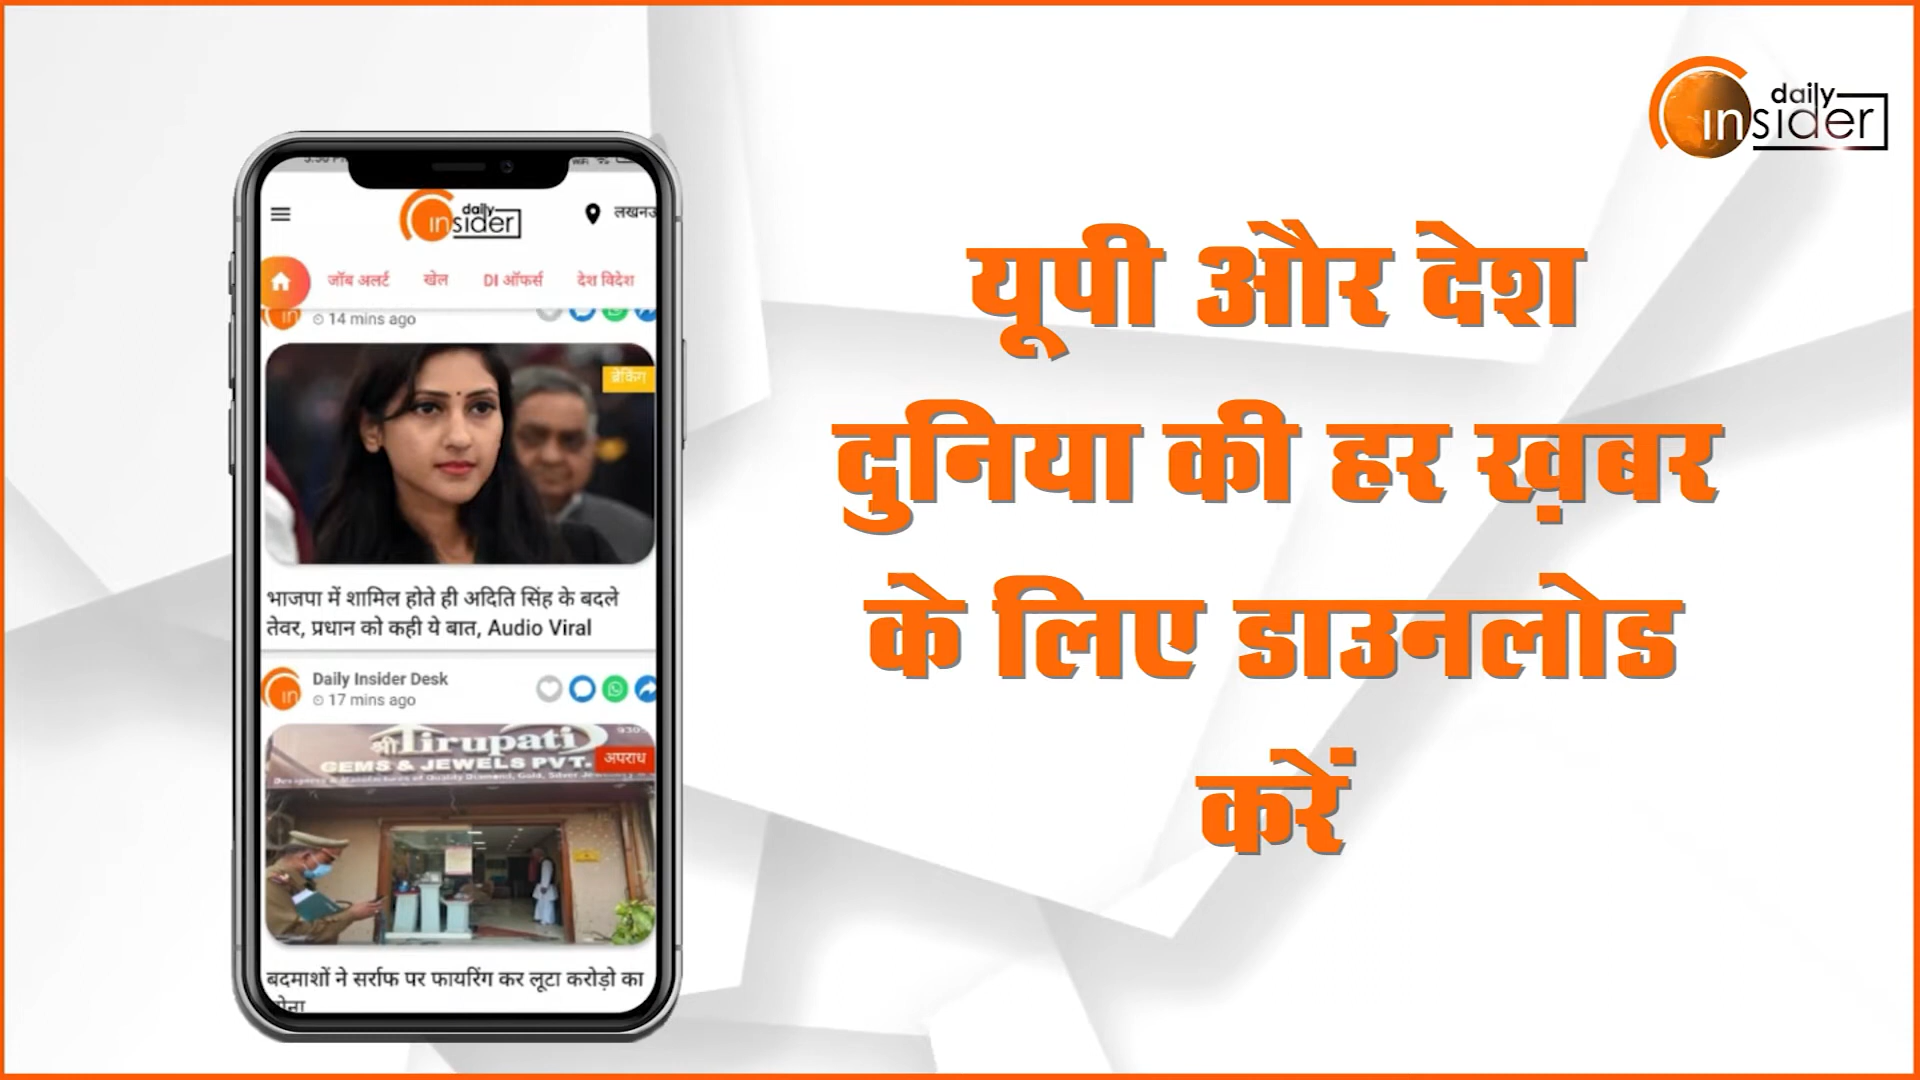 daily
insider
यूपी और देश
दुनिया की हर ख़बर
के लिए डाउनलोड
करें
daily
insider
लखनऊ
जॉब अलर्ट खेल DI ऑफर्स देश विदेश
14 mins ago
ब्रेकिंग
भाजपा में शामिल होते ही अदिति सिंह के बदले
तेवर, प्रधान को कही ये बात, Audio Viral
Daily Insider Desk
17 mins ago
श्री Tirupati
GEMS & JEWELS PVT.
अपराध
बदमाशों ने सर्राफ पर फायरिंग कर लूटा करोड़ो का